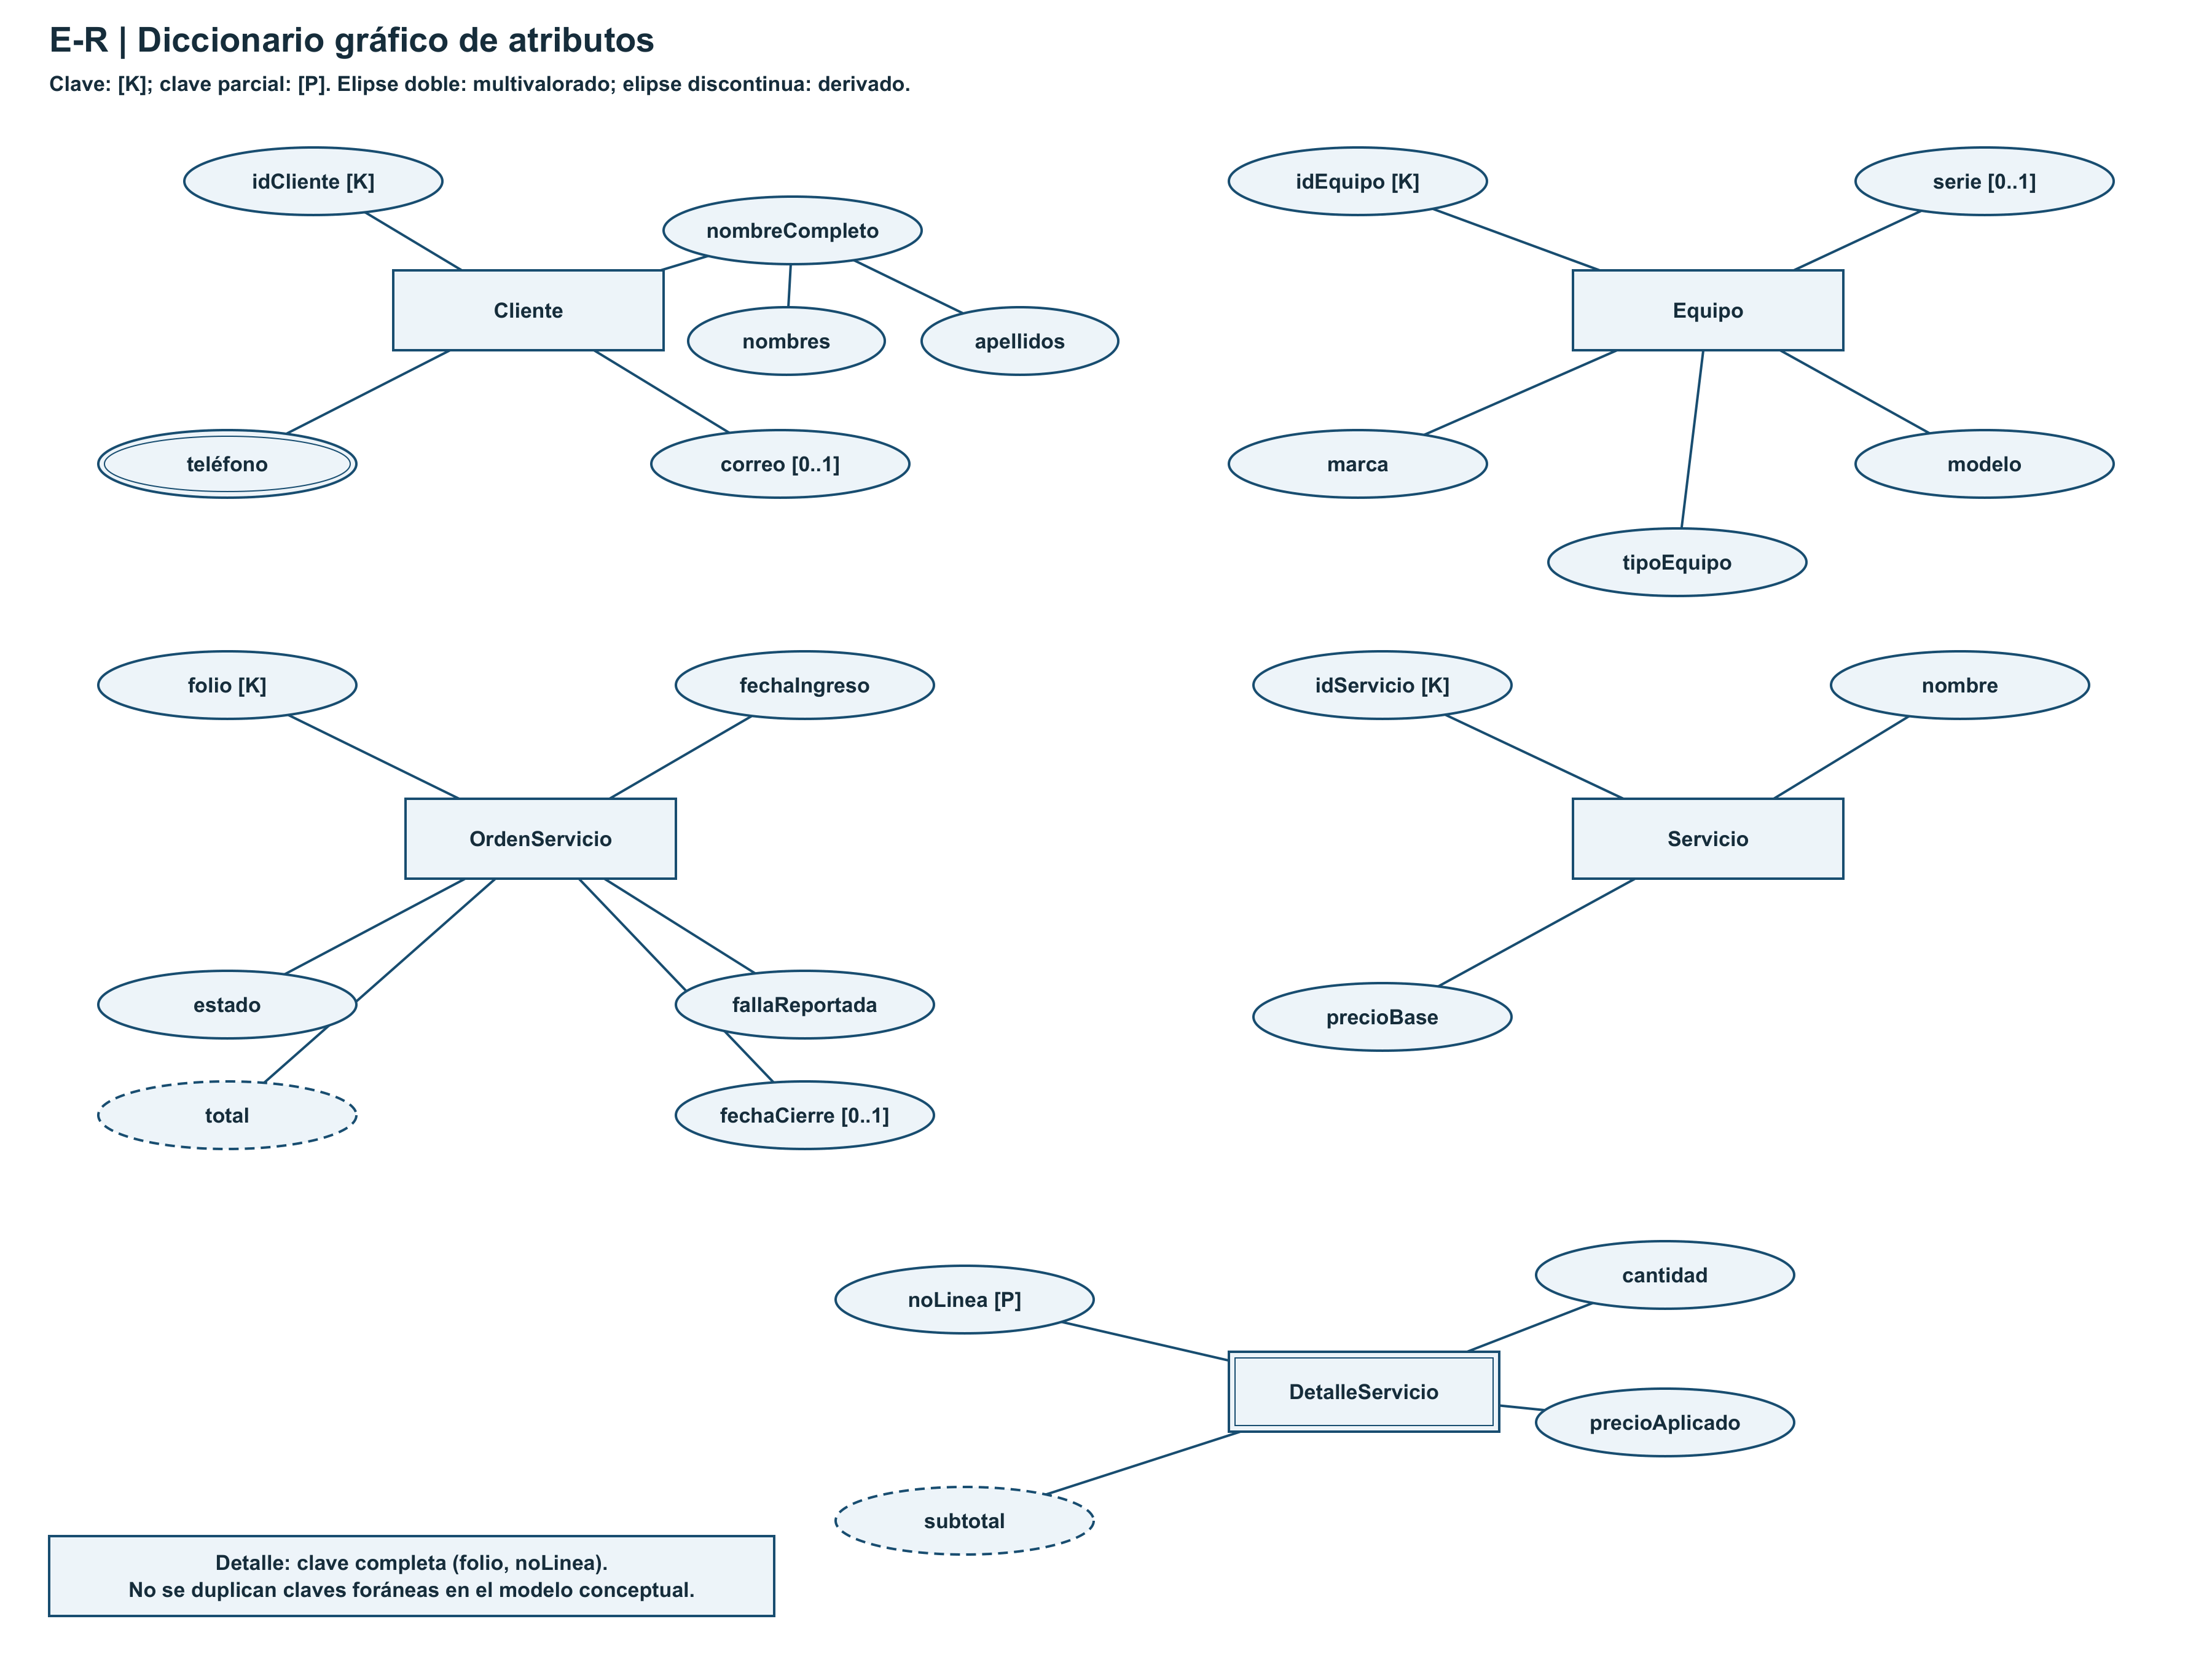 E-R | Diccionario gráfico de atributos
Clave: [K]; clave parcial: [P]. Elipse doble: multivalorado; elipse discontinua: derivado.
idCliente [K]
nombreCompleto
Cliente
nombres
apellidos
teléfono
correo [0..1]
idEquipo [K]
serie [0..1]
Equipo
marca
modelo
tipoEquipo
folio [K]
fechaIngreso
OrdenServicio
estado
fallaReportada
total
fechaCierre [0..1]
idServicio [K]
nombre
Servicio
precioBase
noLinea [P]
cantidad
DetalleServicio
precioAplicado
subtotal
Detalle: clave completa (folio, noLinea).
No se duplican claves foráneas en el modelo conceptual.